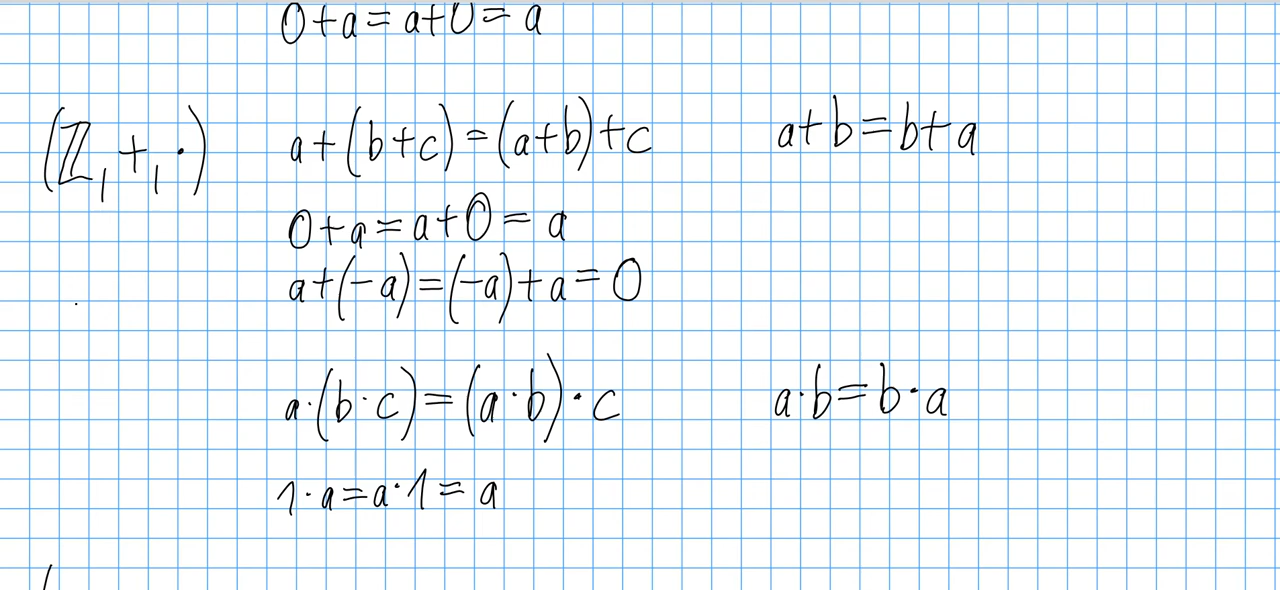 0+a=a+0=a
(ℤ,+,·) a+(b+c)=(a+b)+c a+b=b+a
0+a=a+0=a
a+(-a)=(-a)+a=0
a·(b·c)=(a·b)·c a·b=b·a
1·a=a·1=a
(